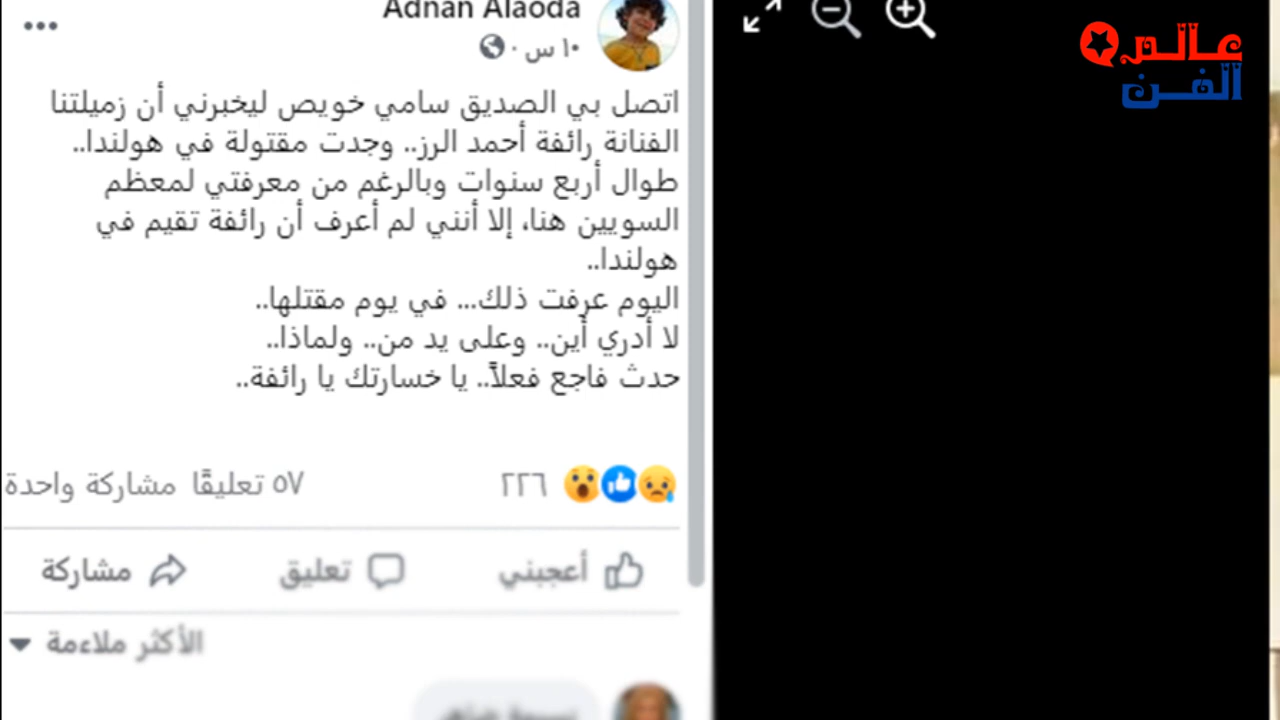 Adnan Alaoda
١٠ س ·
اتصل بي الصديق سامي خويص ليخبرني أن زميلتنا
الفنانة رائفة أحمد الرز.. وجدت مقتولة في هولندا..
طوال أربع سنوات وبالرغم من معرفتي لمعظم
السويين هنا، إلا أنني لم أعرف أن رائفة تقيم في
هولندا..
اليوم عرفت ذلك... في يوم مقتلها..
لا أدري أين.. وعلى يد من.. ولماذا..
حدث فاجع فعلاً.. يا خسارتك يا رائفة..
٢٢٦
٥٧ تعليقًا مشاركة واحدة
أعجبني
تعليق
مشاركة
الأكثر ملاءمة
عالم
الفن